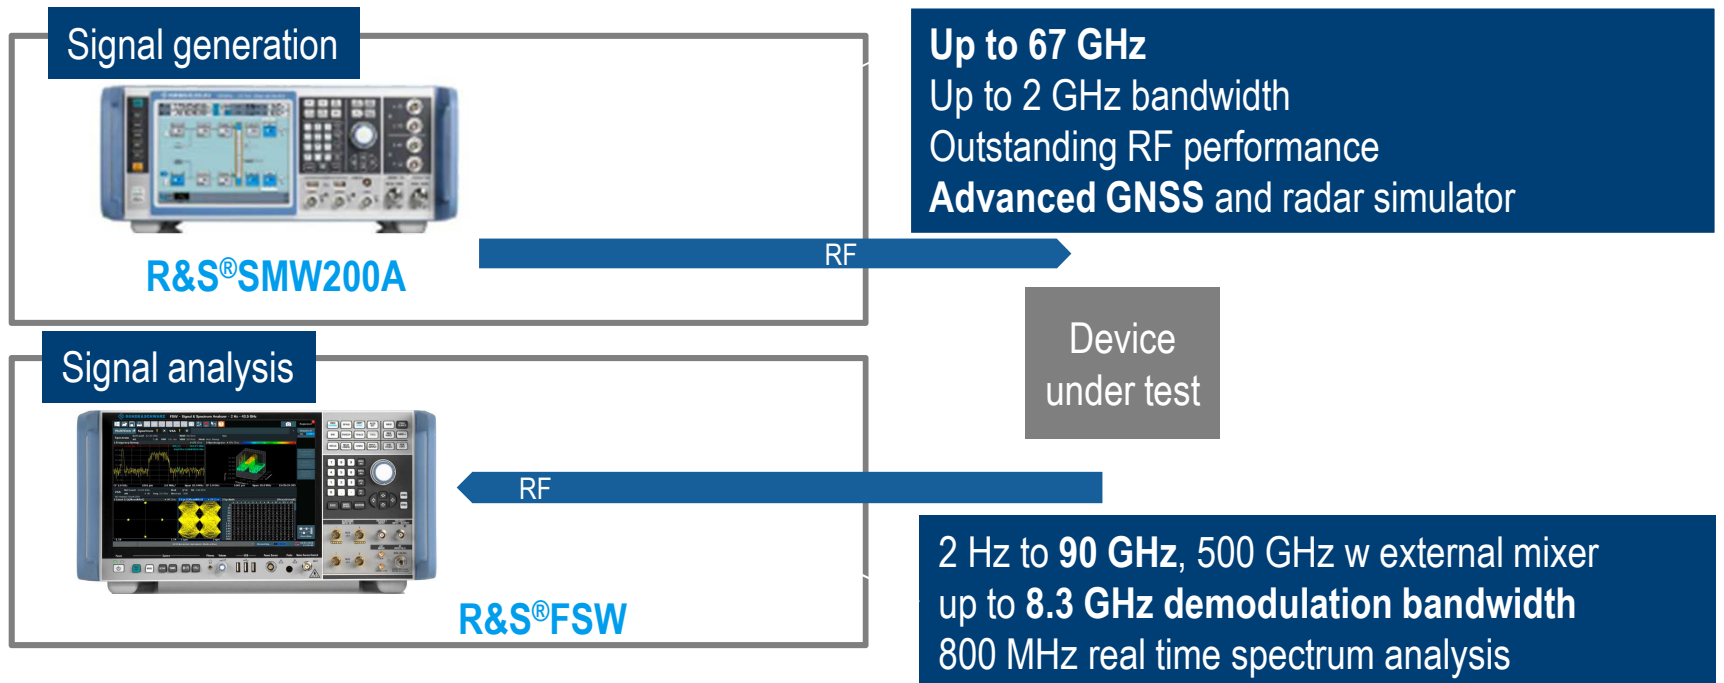 Signal generation
Up to 67 GHz
Up to 2 GHz bandwidth
Outstanding RF performance
Advanced GNSS and radar simulator
R&S®SMW200A
RF
Device
under test
Signal analysis
RF
R&S®FSW
2 Hz to 90 GHz, 500 GHz w external mixer
up to 8.3 GHz demodulation bandwidth
800 MHz real time spectrum analysis